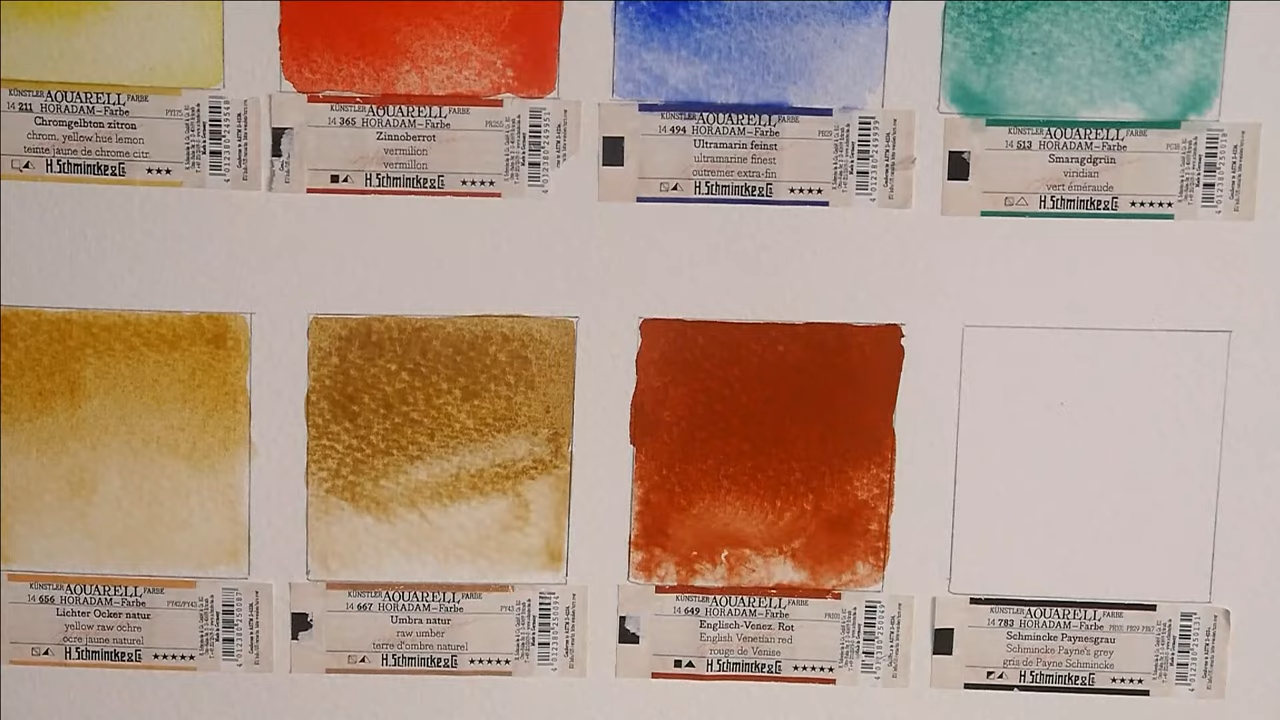 KÜNSTLER AQUARELL FARBE
14 211 HORADAM-Farbe PY175
Chromgelbton zitron
chrom. yellow hue lemon
teinte jaune de chrome citr.
H.Schmincke&Co ★★★
KÜNSTLER AQUARELL FARBE
14 365 HORADAM-Farbe PR255
Zinnoberrot
vermilion
vermillon
H.Schmincke&Co ★★★★
KÜNSTLER AQUARELL FARBE
14 494 HORADAM-Farbe PB29
Ultramarin feinst
ultramarine finest
outremer extra-fin
H.Schmincke&Co ★★★★
KÜNSTLER AQUARELL FARBE
14 513 HORADAM-Farbe PG18
Smaragdgrün
viridian
vert émeraude
H.Schmincke&Co ★★★★★
KÜNSTLER AQUARELL FARBE
14 656 HORADAM-Farbe
Lichter Ocker natur
yellow raw ochre
ocre jaune naturel
H.Schmincke&Co ★★★★★
KÜNSTLER AQUARELL FARBE
14 667 HORADAM-Farbe PY43
Umbra natur
raw umber
terre d'ombre naturel
H.Schmincke&Co ★★★★★
KÜNSTLER AQUARELL FARBE
14 649 HORADAM-Farbe PR101
Englisch-Venez. Rot
English Venetian red
rouge de Venise
H.Schmincke&Co ★★★★★
KÜNSTLER AQUARELL FARBE
14 783 HORADAM-Farbe
Schmincke Paynesgrau
Schmincke Payne's grey
gris de Payne Schmincke
H.Schmincke&Co ★★★★